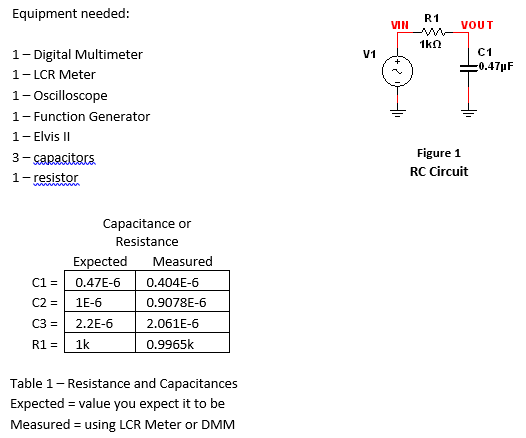 Equipment needed:
1 – Digital Multimeter
1 – LCR Meter
1 – Oscilloscope
1 – Function Generator
1 – Elvis II
3 – capacitors
1 – resistor
R1
VIN
VOUT
1kΩ
V1
C1
0.47µF
Figure 1
RC Circuit
Capacitance or
Resistance
Expected Measured
C1 = 0.47E-6 0.404E-6
C2 = 1E-6 0.9078E-6
C3 = 2.2E-6 2.061E-6
R1 = 1k 0.9965k
Table 1 – Resistance and Capacitances
Expected = value you expect it to be
Measured = using LCR Meter or DMM